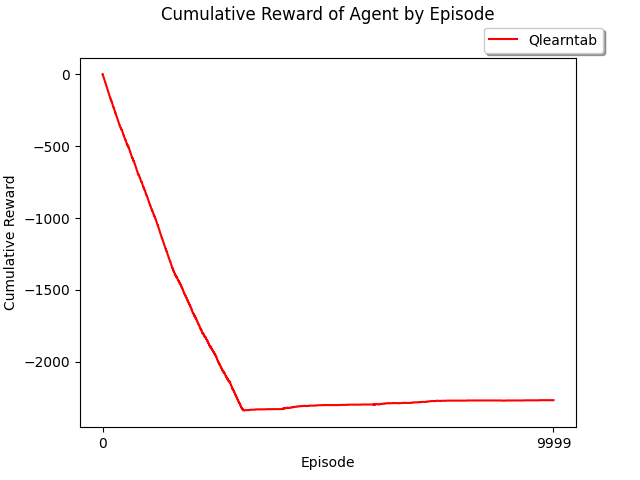 Cumulative Reward of Agent by Episode
Qlearntab
0
−500
−1000
−1500
−2000
Cumulative Reward
0
9999
Episode